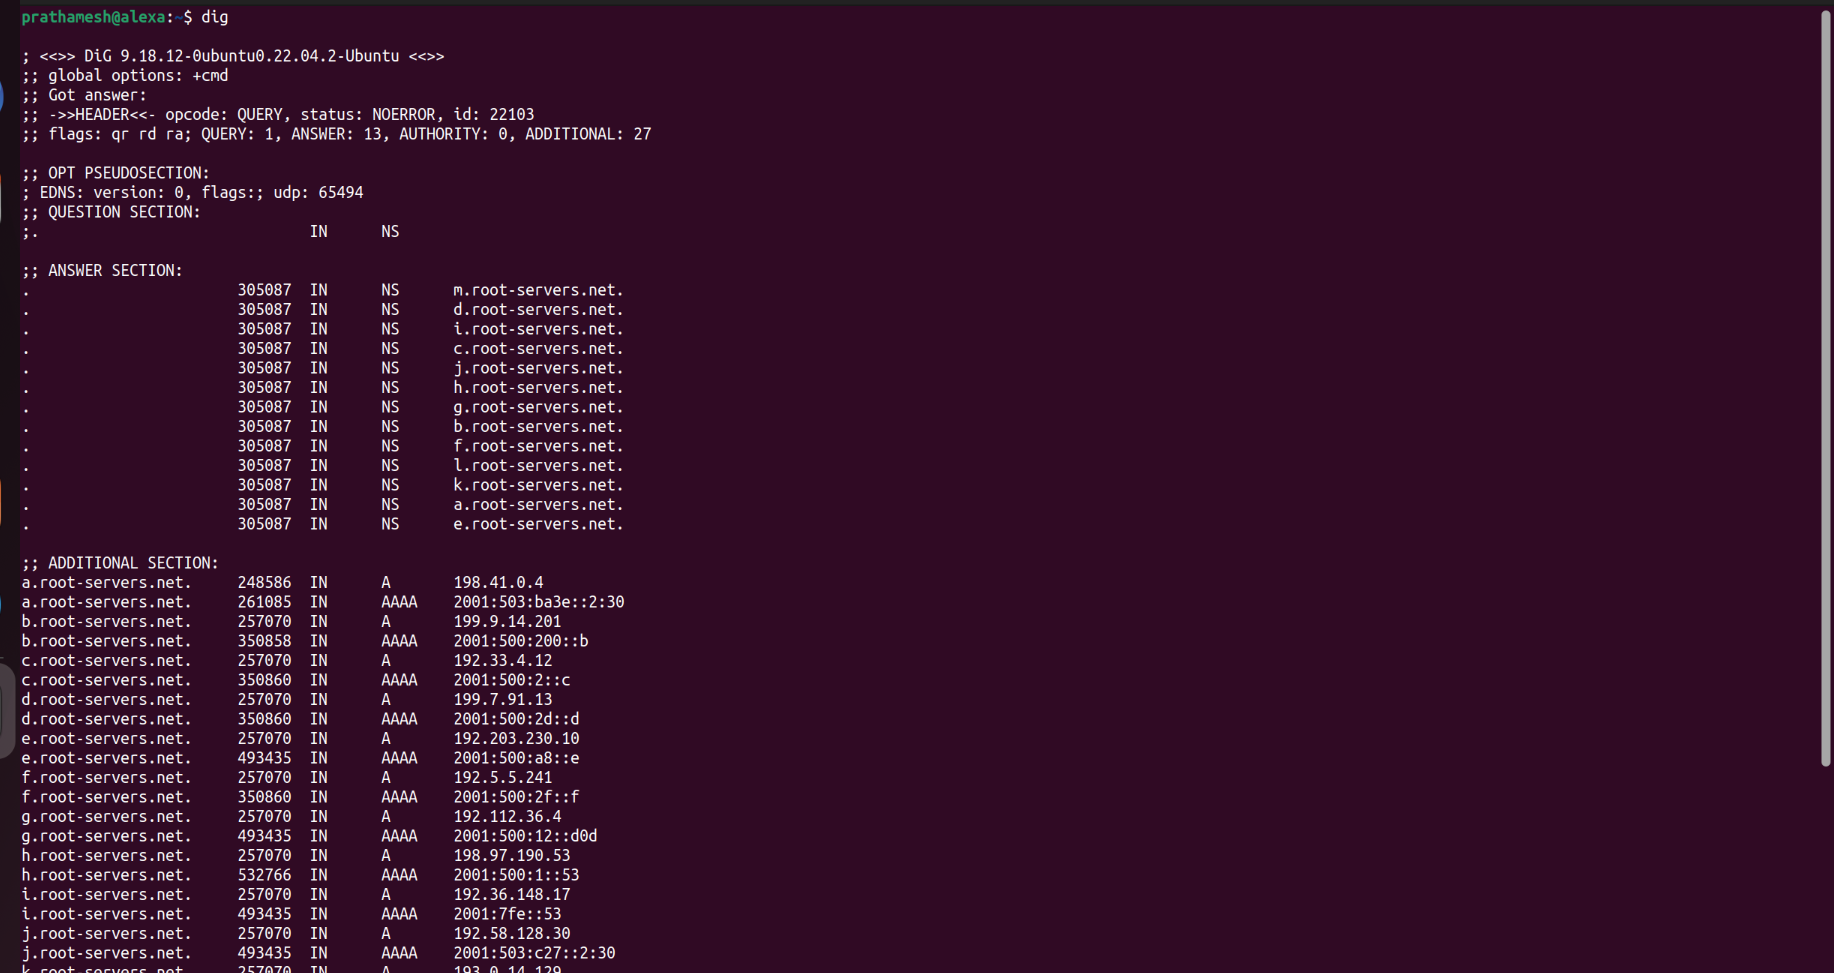 prathamesh@alexa:~$ dig
; <<>> DiG 9.18.12-0ubuntu0.22.04.2-Ubuntu <<>>
;; global options: +cmd
;; Got answer:
;; ->>HEADER<<- opcode: QUERY, status: NOERROR, id: 22103
;; flags: qr rd ra; QUERY: 1, ANSWER: 13, AUTHORITY: 0, ADDITIONAL: 27
;; OPT PSEUDOSECTION:
; EDNS: version: 0, flags:; udp: 65494
;; QUESTION SECTION:
;. IN NS
;; ANSWER SECTION:
. 305087 IN NS m.root-servers.net.
. 305087 IN NS d.root-servers.net.
. 305087 IN NS i.root-servers.net.
. 305087 IN NS c.root-servers.net.
. 305087 IN NS j.root-servers.net.
. 305087 IN NS h.root-servers.net.
. 305087 IN NS g.root-servers.net.
. 305087 IN NS b.root-servers.net.
. 305087 IN NS f.root-servers.net.
. 305087 IN NS l.root-servers.net.
. 305087 IN NS k.root-servers.net.
. 305087 IN NS a.root-servers.net.
. 305087 IN NS e.root-servers.net.
;; ADDITIONAL SECTION:
a.root-servers.net. 248586 IN A 198.41.0.4
a.root-servers.net. 261085 IN AAAA 2001:503:ba3e::2:30
b.root-servers.net. 257070 IN A 199.9.14.201
b.root-servers.net. 350858 IN AAAA 2001:500:200::b
c.root-servers.net. 257070 IN A 192.33.4.12
c.root-servers.net. 350860 IN AAAA 2001:500:2::c
d.root-servers.net. 257070 IN A 199.7.91.13
d.root-servers.net. 350860 IN AAAA 2001:500:2d::d
e.root-servers.net. 257070 IN A 192.203.230.10
e.root-servers.net. 493435 IN AAAA 2001:500:a8::e
f.root-servers.net. 257070 IN A 192.5.5.241
f.root-servers.net. 350860 IN AAAA 2001:500:2f::f
g.root-servers.net. 257070 IN A 192.112.36.4
g.root-servers.net. 493435 IN AAAA 2001:500:12::d0d
h.root-servers.net. 257070 IN A 198.97.190.53
h.root-servers.net. 532766 IN AAAA 2001:500:1::53
i.root-servers.net. 257070 IN A 192.36.148.17
i.root-servers.net. 493435 IN AAAA 2001:7fe::53
j.root-servers.net. 257070 IN A 192.58.128.30
j.root-servers.net. 493435 IN AAAA 2001:503:c27::2:30
k.root-servers.net. 257070 IN A 193.0.14.129